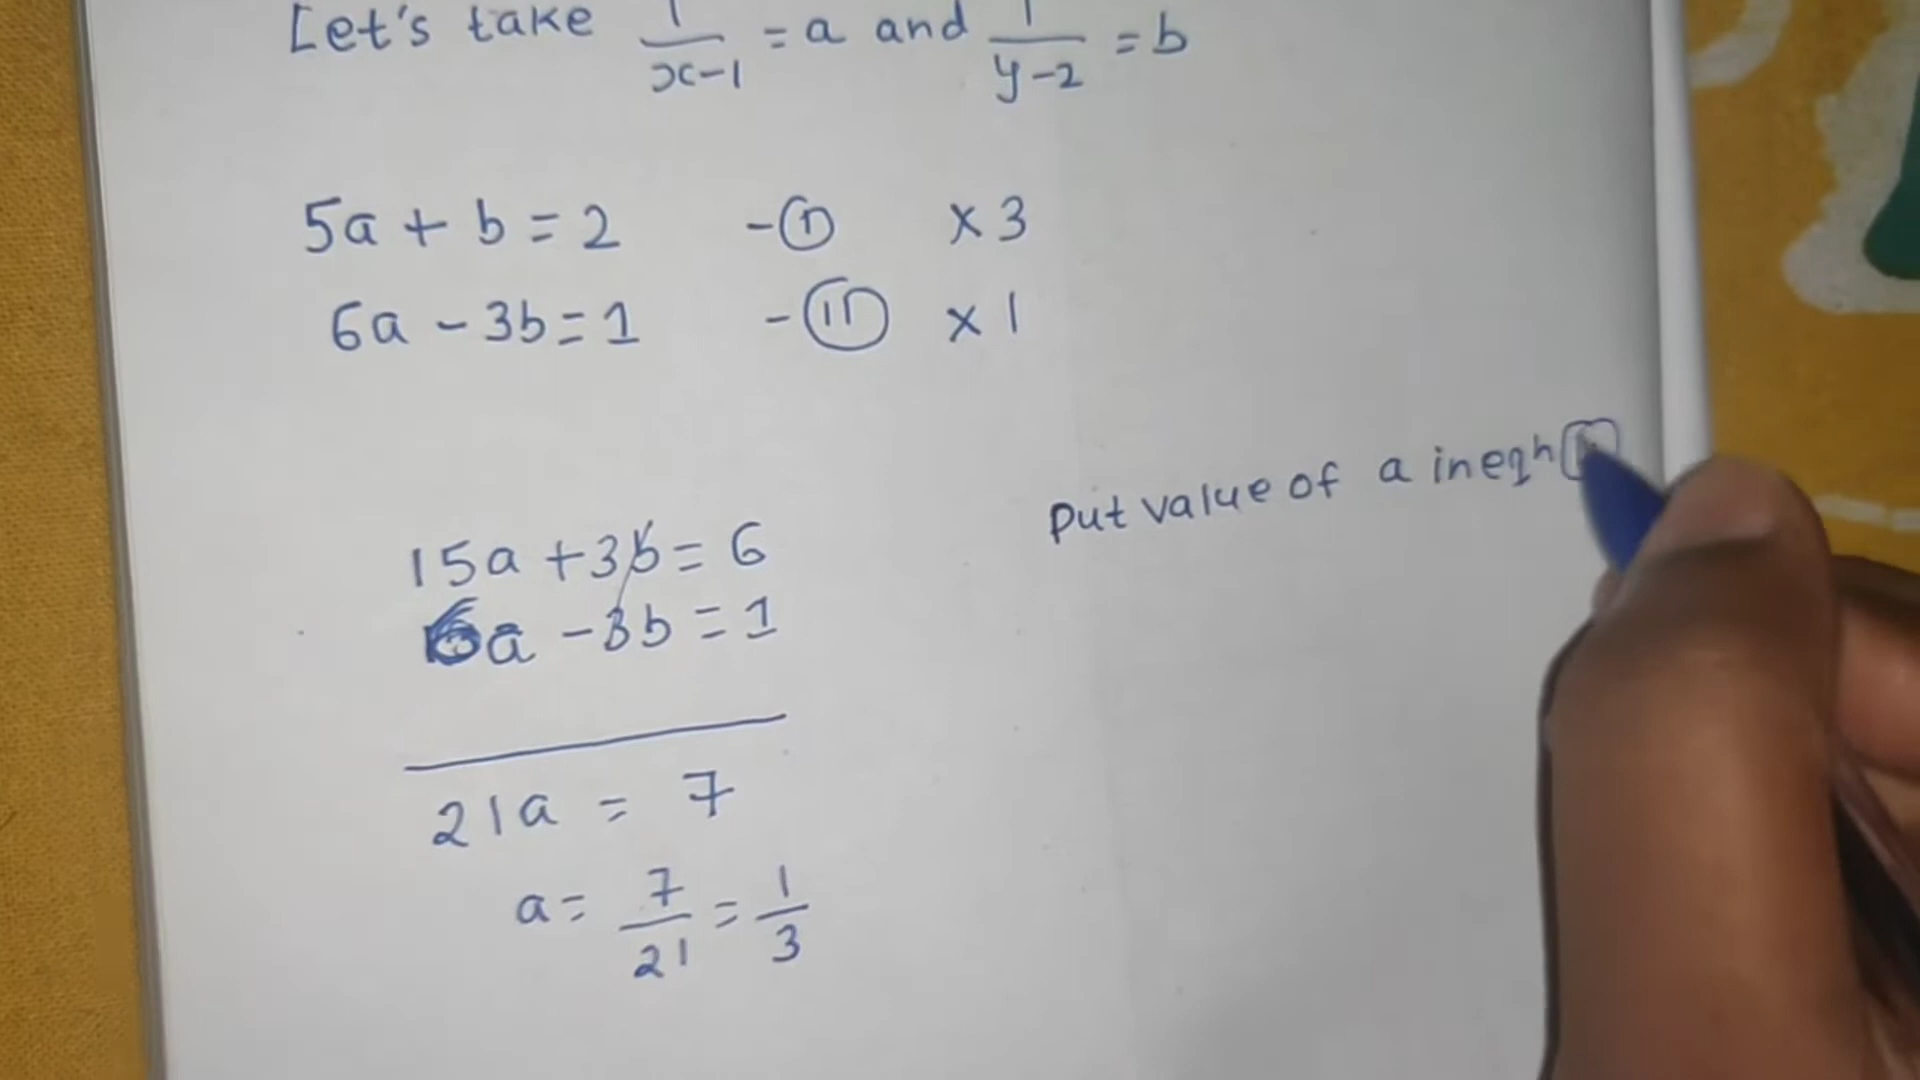 Let's take 1/x-1 = a and 1/y-2 = b
5a + b = 2 - (I) × 3
6a - 3b = 1 - (II) × 1
Put value of a in eqn
15a + 3b = 6
6a - 3b = 1
21a = 7
a = 7/21 = 1/3